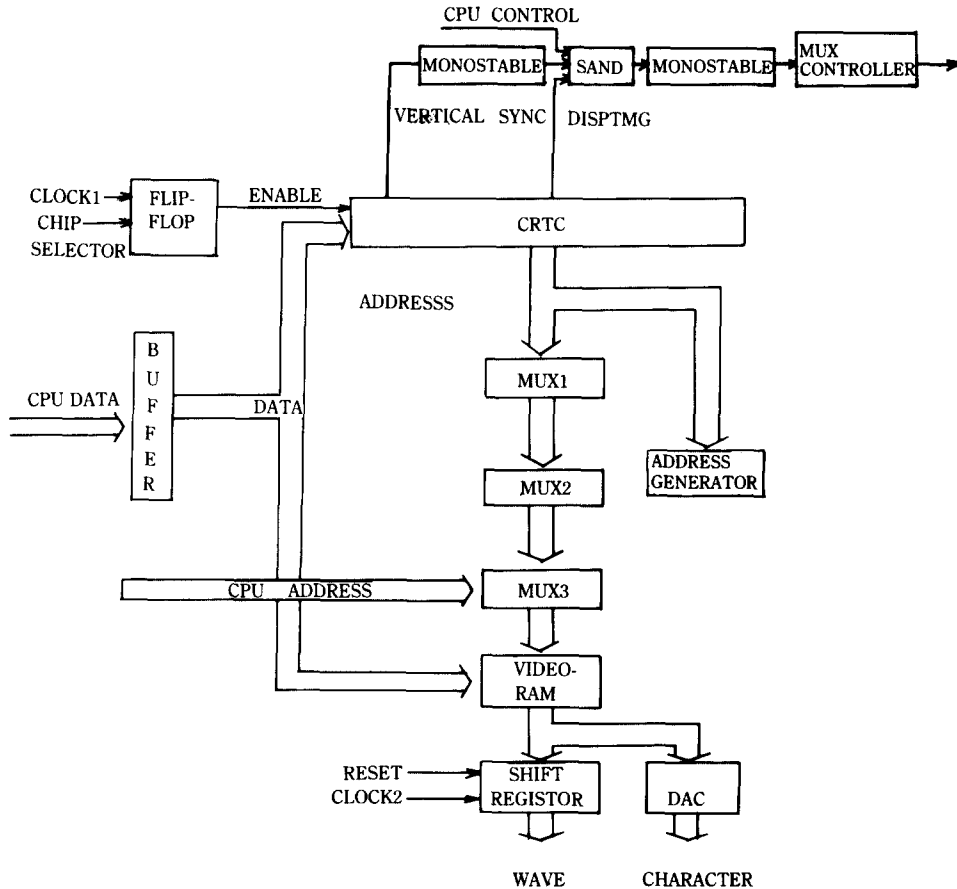 CPU CONTROL
MONOSTABLE
SAND
MONOSTABLE
MUX
CONTROLLER
VERTICAL SYNC
DISPTMG
CLOCK1
CHIP
SELECTOR
FLIP-
FLOP
ENABLE
CRTC
ADDRESSS
BUFFER
CPU DATA
DATA
MUX1
MUX2
ADDRESS
GENERATOR
CPU ADDRESS
MUX3
VIDEO-
RAM
RESET
CLOCK2
SHIFT
REGISTOR
DAC
WAVE
CHARACTER